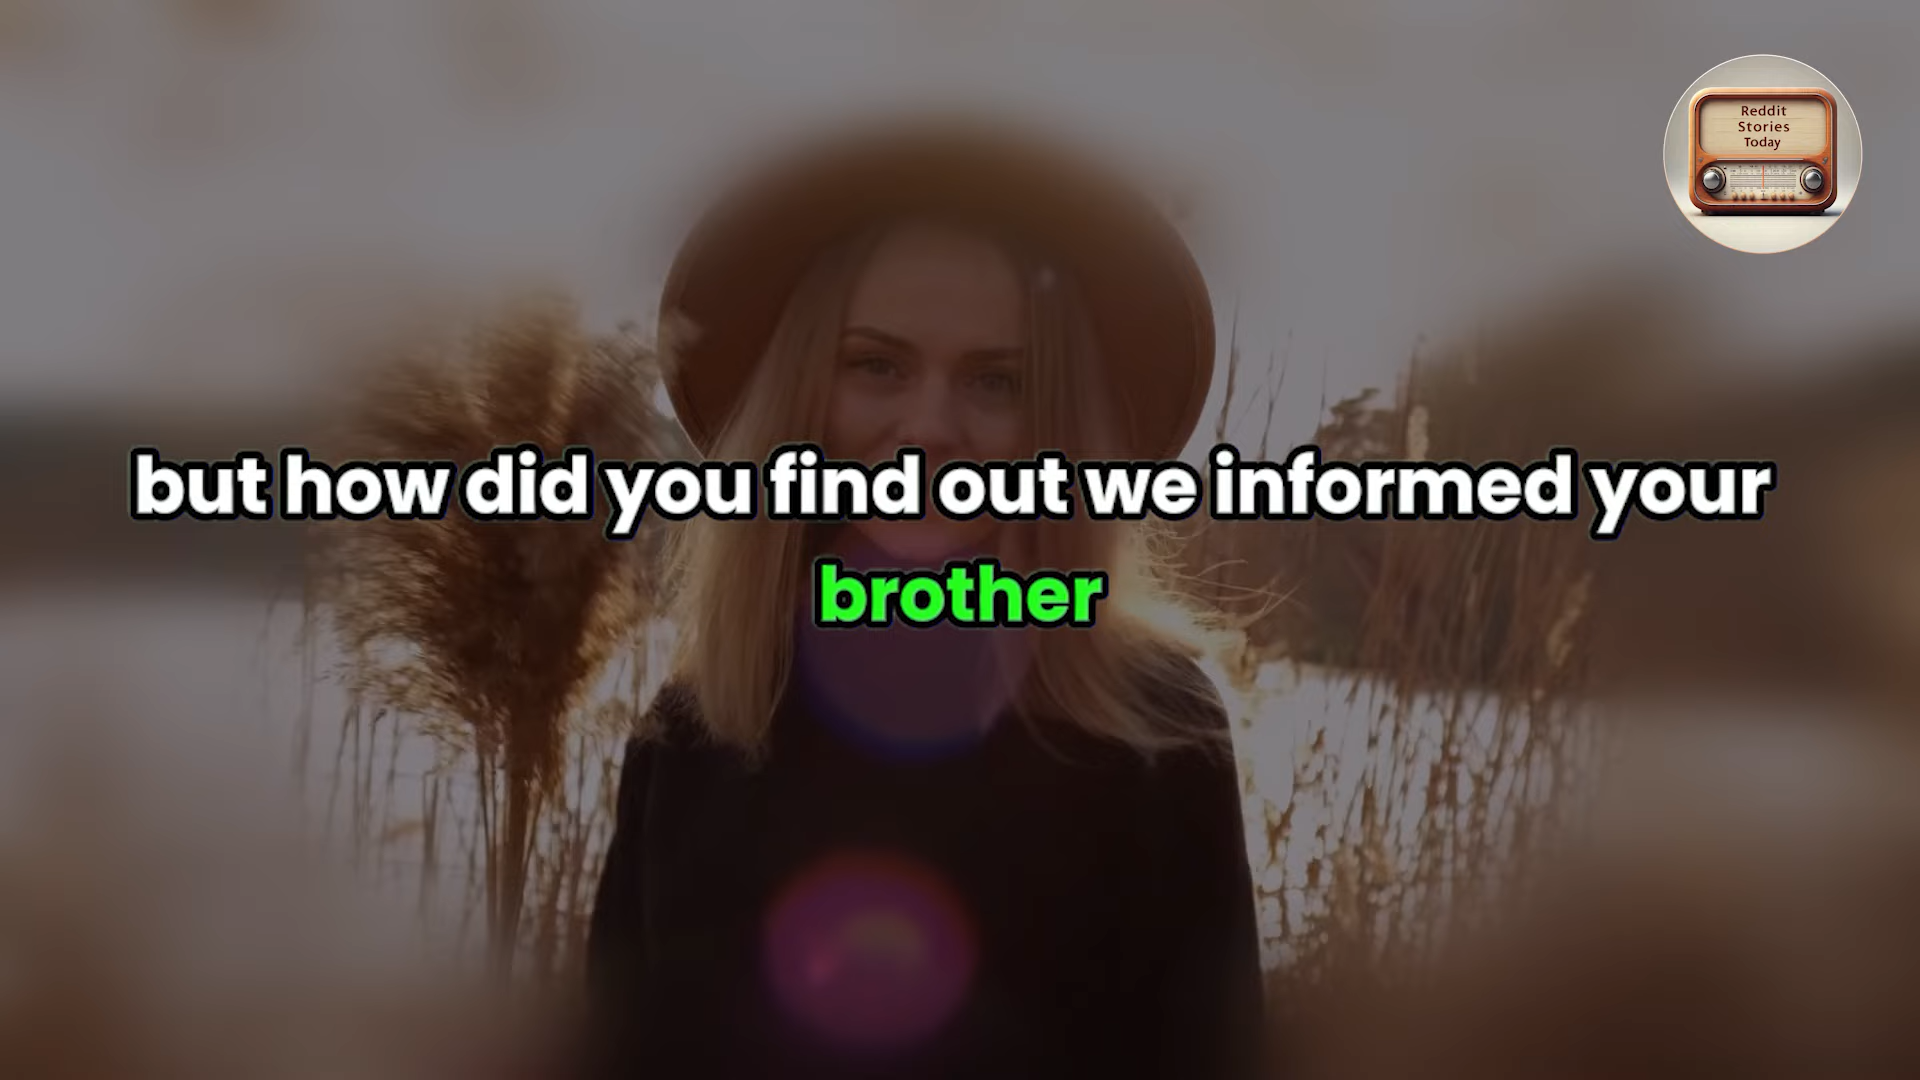 Reddit
Stories
Today
but how did you find out we informed your
brother